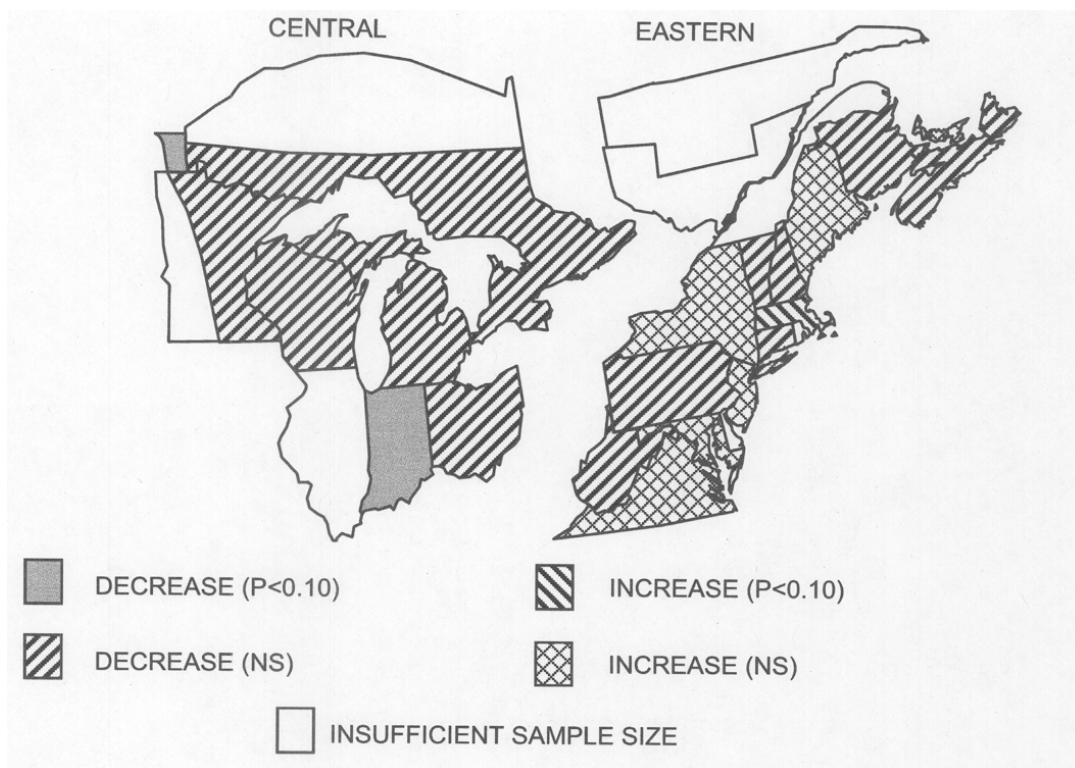 CENTRAL
EASTERN
DECREASE (P<0.10)
INCREASE (P<0.10)
DECREASE (NS)
INCREASE (NS)
INSUFFICIENT SAMPLE SIZE